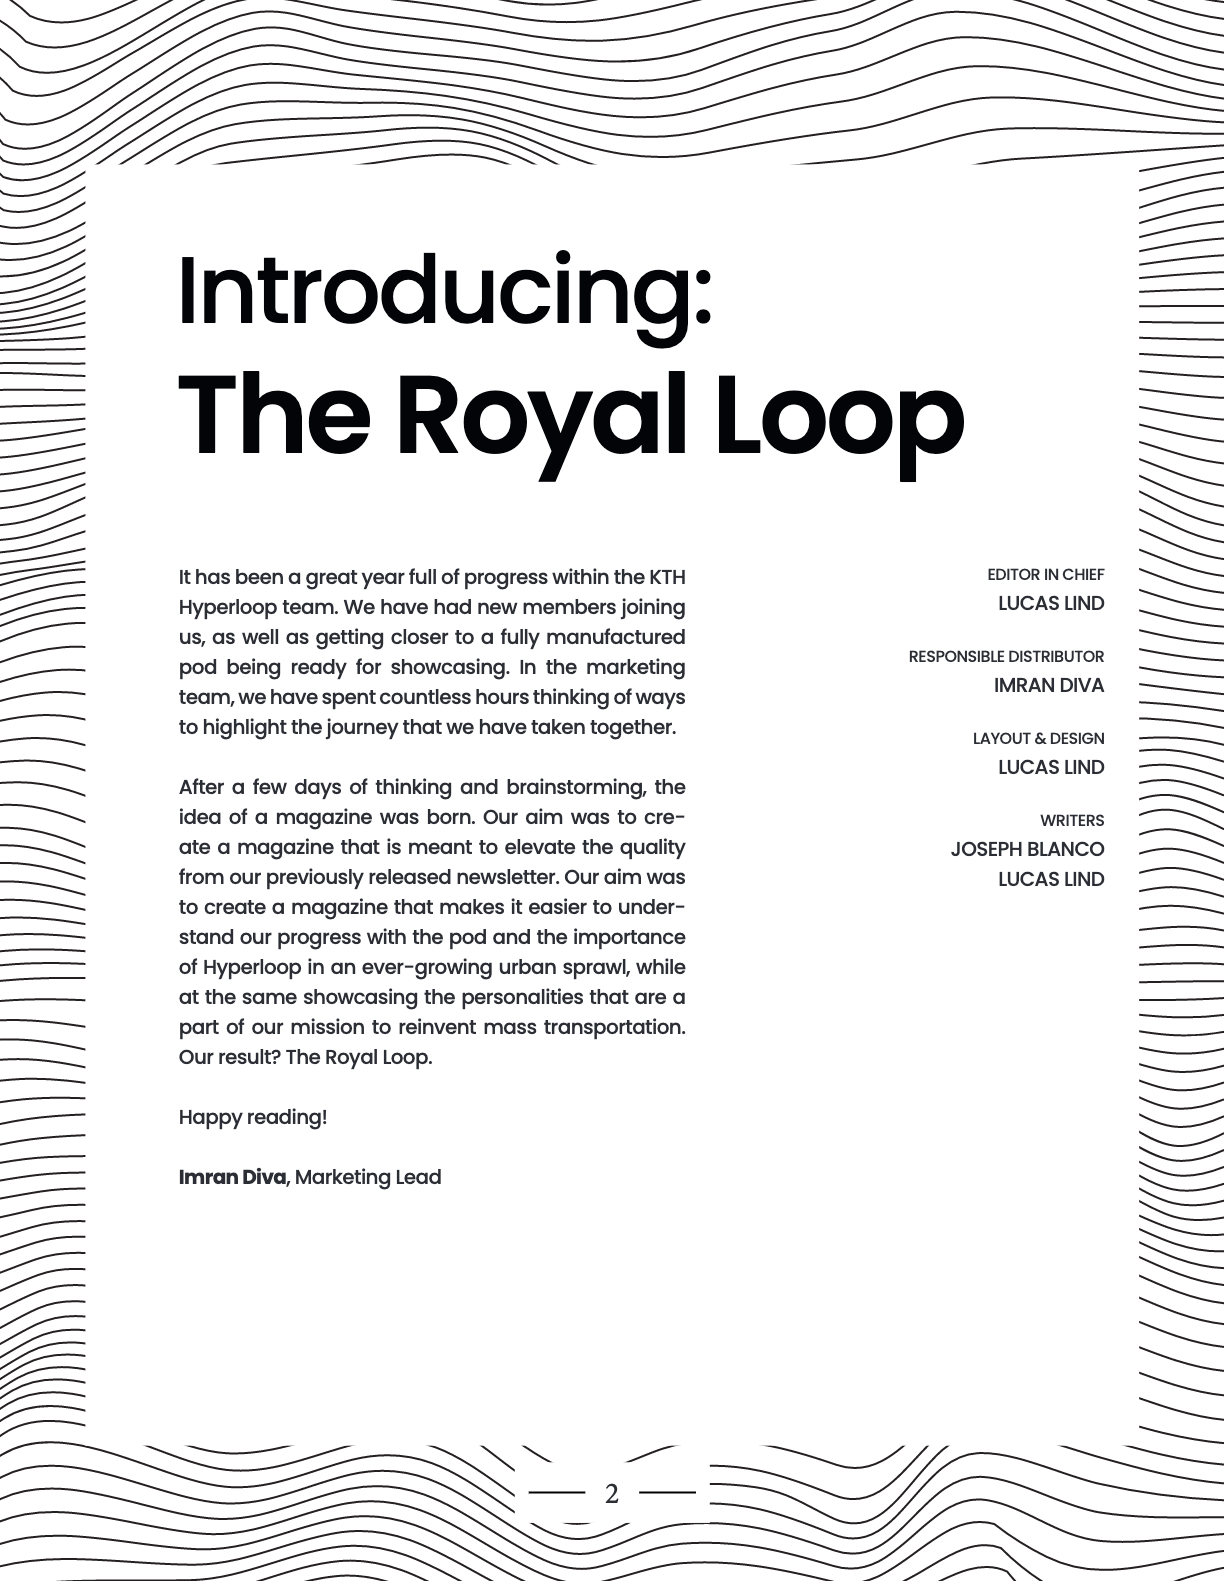 Introducing:
The Royal Loop
It has been a great year full of progress within the KTH
Hyperloop team. We have had new members joining
us, as well as getting closer to a fully manufactured
pod being ready for showcasing. In the marketing
team, we have spent countless hours thinking of ways
to highlight the journey that we have taken together.
After a few days of thinking and brainstorming, the
idea of a magazine was born. Our aim was to cre-
ate a magazine that is meant to elevate the quality
from our previously released newsletter. Our aim was
to create a magazine that makes it easier to under-
stand our progress with the pod and the importance
of Hyperloop in an ever-growing urban sprawl, while
at the same showcasing the personalities that are a
part of our mission to reinvent mass transportation.
Our result? The Royal Loop.
Happy reading!
Imran Diva, Marketing Lead
EDITOR IN CHIEF
LUCAS LIND
RESPONSIBLE DISTRIBUTOR
IMRAN DIVA
LAYOUT & DESIGN
LUCAS LIND
WRITERS
JOSEPH BLANCO
LUCAS LIND
2